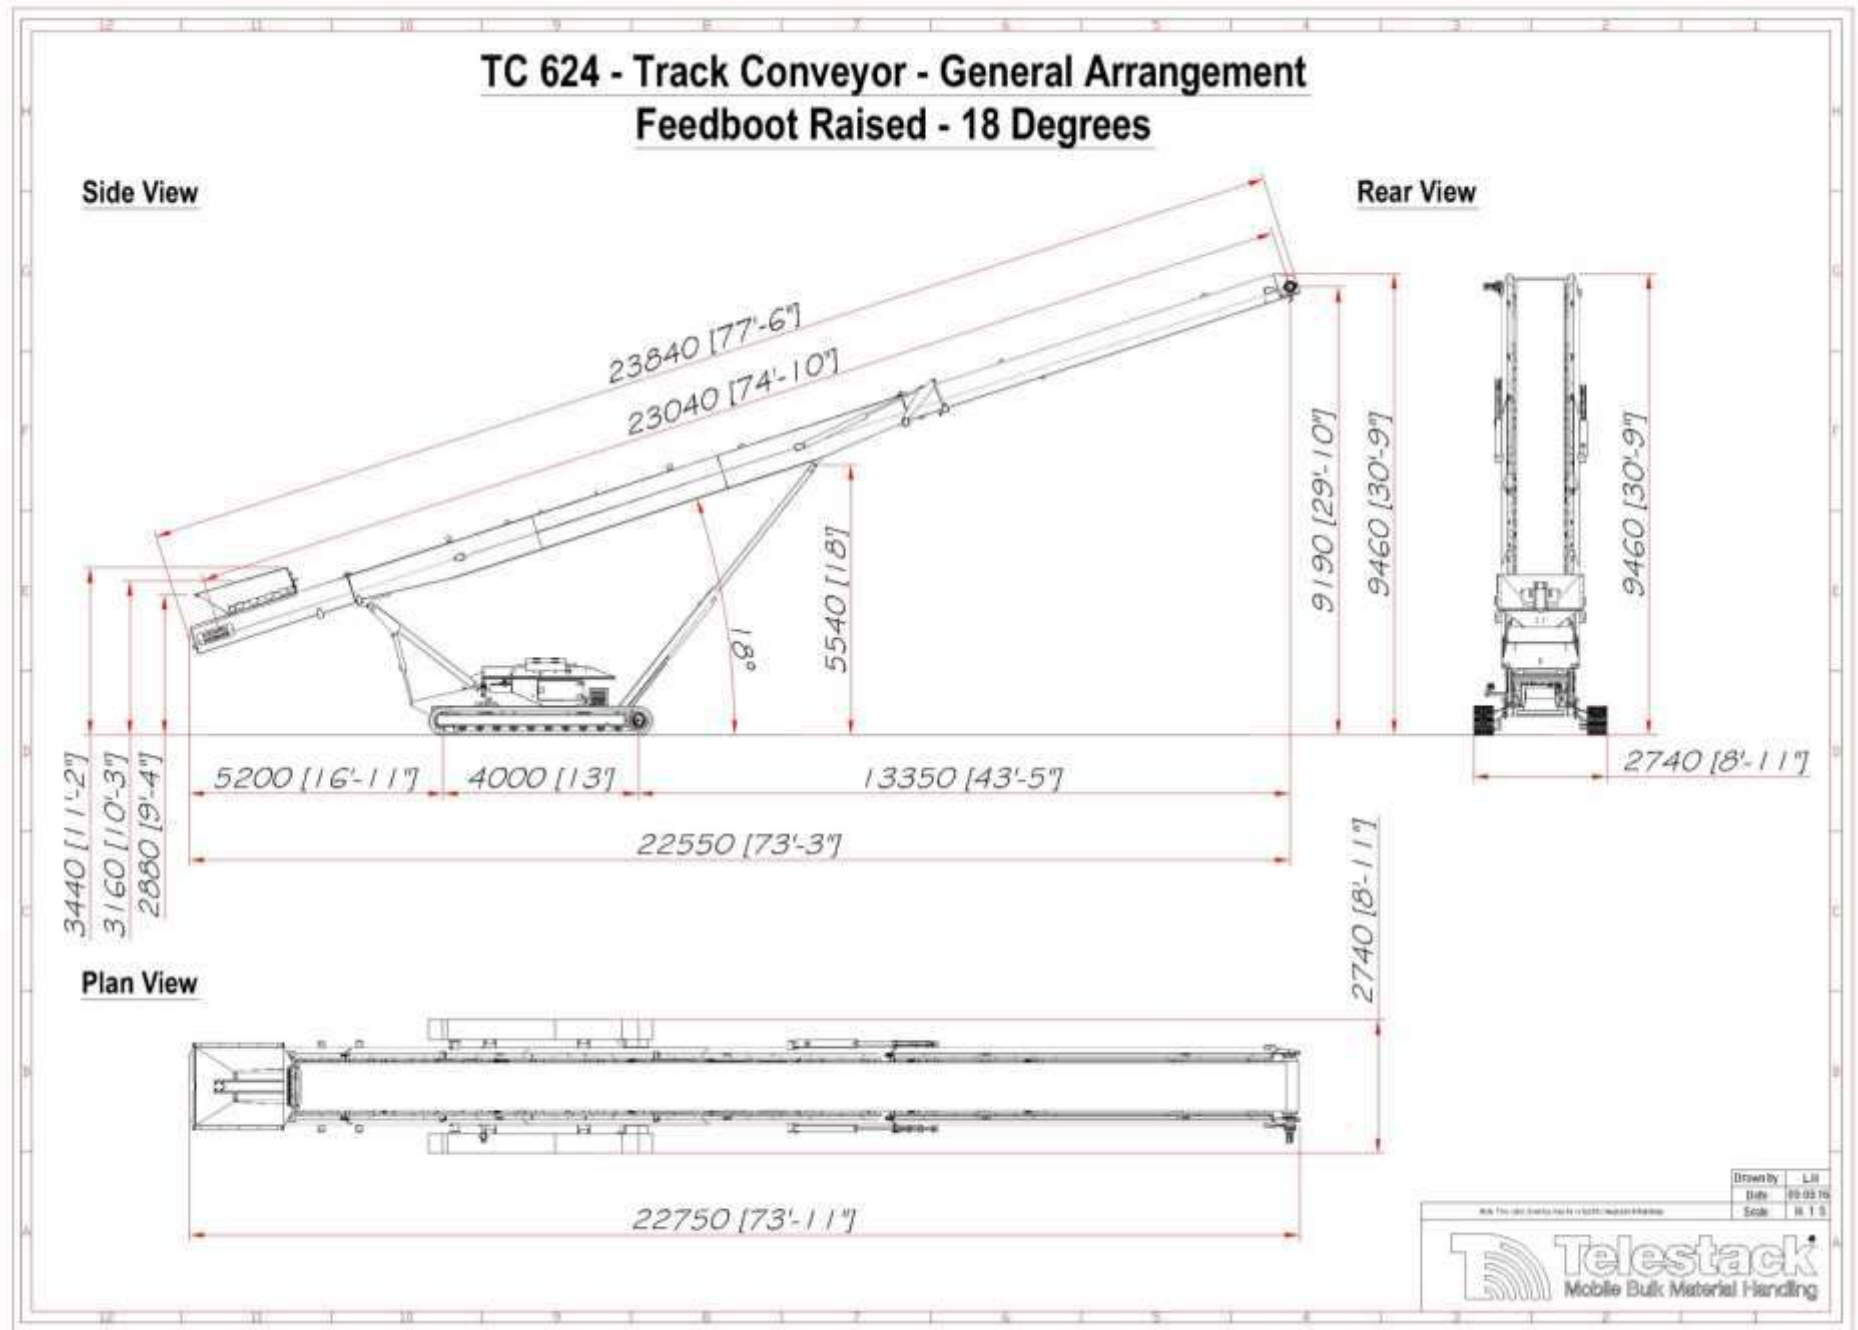 TC 624 - Track Conveyor - General Arrangement
Feedboot Raised - 18 Degrees
Side View
Rear View
23840 [77'-6"]
23040 [74'-10"]
9190 [29'-10"]
9460 [30'-9"]
9460 [30'-9"]
5540 [18']
18°
3440 [11'-2"]
3160 [10'-3"]
2880 [9'-4"]
5200 [16'-11"]
4000 [13']
13350 [43'-5"]
2740 [8'-11"]
22550 [73'-3"]
2740 [8'-11"]
Plan View
22750 [73'-11"]
Drawn by
Date
Scale
Telestack
Mobile Bulk Material Handling